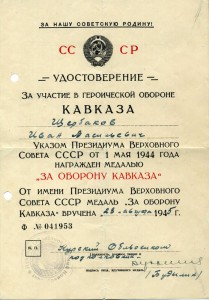 ЗА НАШУ СОВЕТСКУЮ РОДИНУ!
СС СР
УДОСТОВЕРЕНИЕ
ЗА УЧАСТИЕ В ГЕРОИЧЕСКОЙ ОБОРОНЕ
КАВКАЗА
Щербаков
Иван Васильевич
УКАЗОМ ПРЕЗИДИУМА ВЕРХОВНОГО
СОВЕТА СССР ОТ 1 МАЯ 1944 ГОДА
НАГРАЖДЕН МЕДАЛЬЮ
„ЗА ОБОРОНУ КАВКАЗА"
ОТ ИМЕНИ ПРЕЗИДИУМА ВЕРХОВНОГО
СОВЕТА СССР МЕДАЛЬ „ЗА ОБОРОНУ
КАВКАЗА" ВРУЧЕНА 1945 г.
Ф № 041953
М. П.
Курский Областной